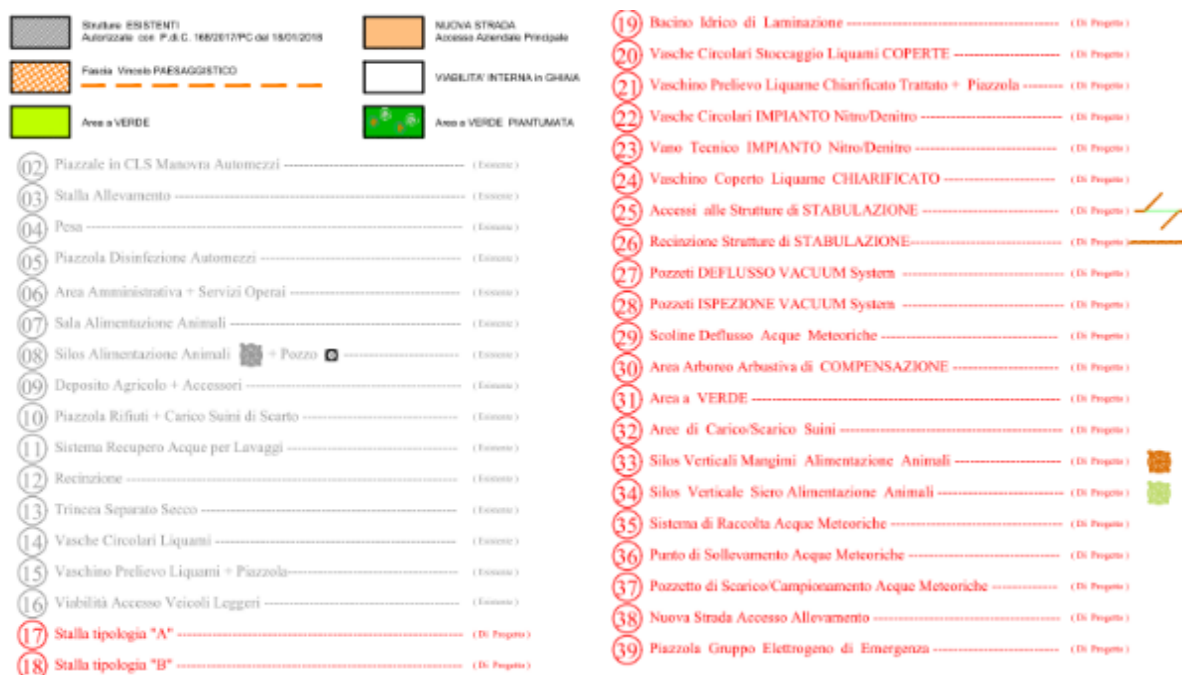 Strutture ESISTENTI
Autorizzate con P.d.C. 168/2017/PC del 18/01/2018
Fascia Vincolo PAESAGGISTICO
Area a VERDE
NUOVA STRADA
Accesso Aziendale Principale
VIABILITA' INTERNA in GHIAIA
Area a VERDE PIANTUMATA
02 Piazzale in CLS Manovra Automezzi (Esistente)
03 Stalla Allevamento (Esistente)
04 Pesa (Esistente)
05 Piazzola Disinfezione Automezzi (Esistente)
06 Area Amministrativa + Servizi Operai (Esistente)
07 Sala Alimentazione Animali (Esistente)
08 Silos Alimentazione Animali + Pozzo (Esistente)
09 Deposito Agricolo + Accessori (Esistente)
10 Piazzola Rifiuti + Carico Suini di Scarto (Esistente)
11 Sistema Recupero Acque per Lavaggi (Esistente)
12 Recinzione (Esistente)
13 Trincea Separato Secco (Esistente)
14 Vasche Circolari Liquami (Esistente)
15 Vaschino Prelievo Liquami + Piazzola (Esistente)
16 Viabilità Accesso Veicoli Leggeri (Esistente)
17 Stalla tipologia "A" (Di Progetto)
18 Stalla tipologia "B" (Di Progetto)
19 Bacino Idrico di Laminazione (Di Progetto)
20 Vasche Circolari Stoccaggio Liquami COPERTE (Di Progetto)
21 Vaschino Prelievo Liquame Chiarificato Trattato + Piazzola (Di Progetto)
22 Vasche Circolari IMPIANTO Nitro/Denitro (Di Progetto)
23 Vano Tecnico IMPIANTO Nitro/Denitro (Di Progetto)
24 Vaschino Coperto Liquame CHIARIFICATO (Di Progetto)
25 Accessi alle Strutture di STABULAZIONE (Di Progetto)
26 Recinzione Strutture di STABULAZIONE (Di Progetto)
27 Pozzeti DEFLUSSO VACUUM System (Di Progetto)
28 Pozzeti ISPEZIONE VACUUM System (Di Progetto)
29 Scoline Deflusso Acque Meteoriche (Di Progetto)
30 Area Arboreo Arbustiva di COMPENSAZIONE (Di Progetto)
31 Area a VERDE (Di Progetto)
32 Aree di Carico/Scarico Suini (Di Progetto)
33 Silos Verticali Mangimi Alimentazione Animali (Di Progetto)
34 Silos Verticale Siero Alimentazione Animali (Di Progetto)
35 Sistema di Raccolta Acque Meteoriche (Di Progetto)
36 Punto di Sollevamento Acque Meteoriche (Di Progetto)
37 Pozzetto di Scarico/Campionamento Acque Meteoriche (Di Progetto)
38 Nuova Strada Accesso Allevamento (Di Progetto)
39 Piazzola Gruppo Elettrogeno di Emergenza (Di Progetto)